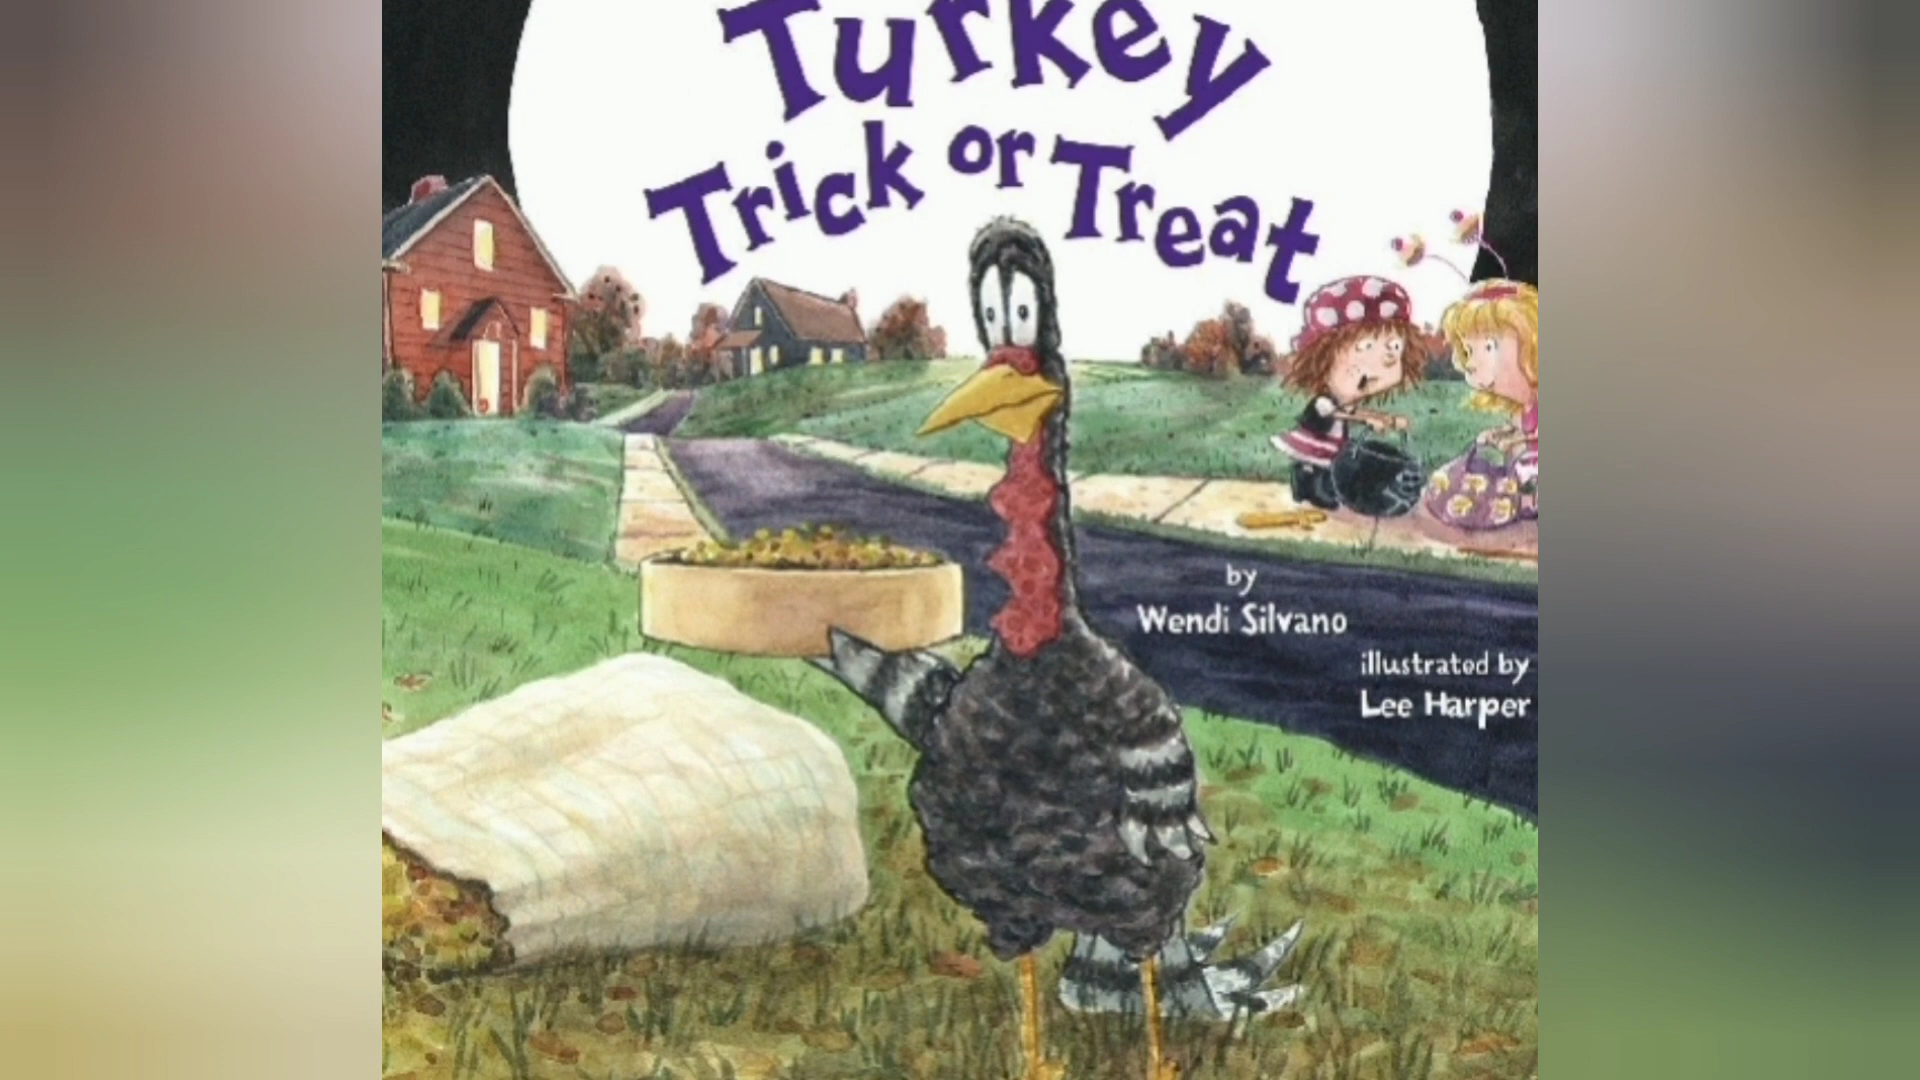 Turkey
Trick or Treat
by
Wendi Silvano
illustrated by
Lee Harper